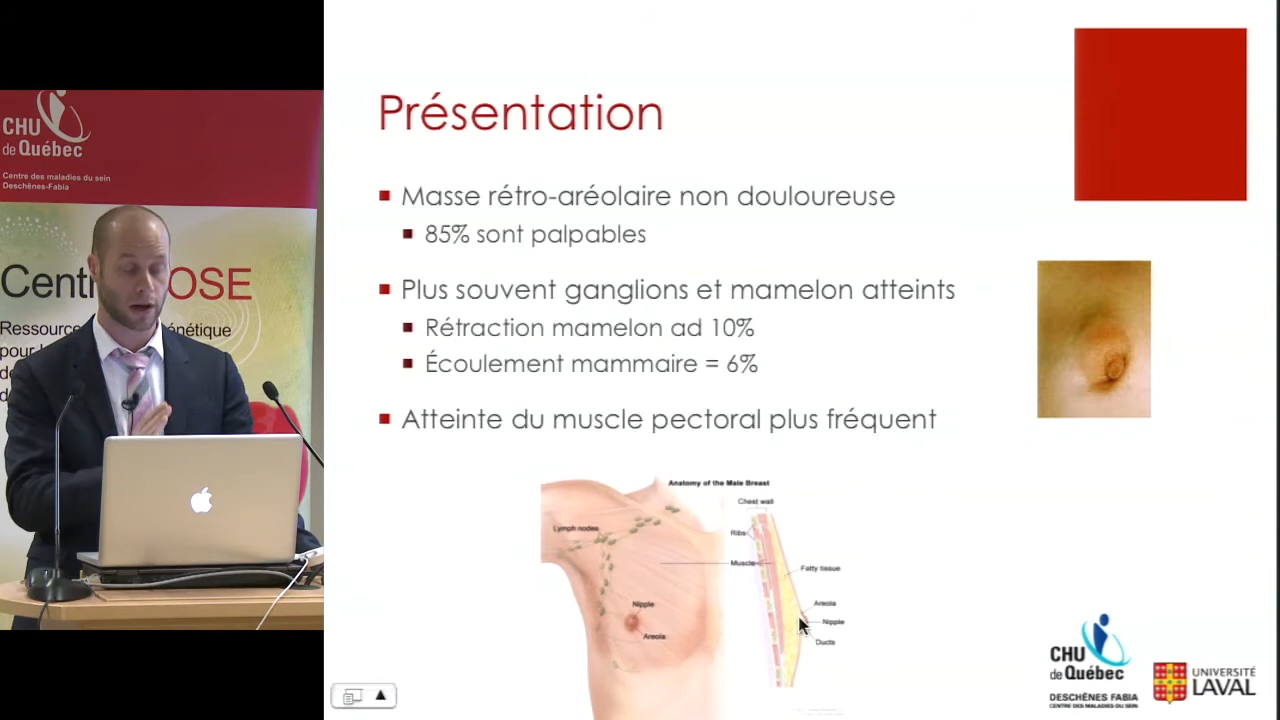 CHU
de Québec
Centre des maladies du sein
Deschênes-Fabia
Cent
OSE
Ressource
énétique
pour l
de
d
Présentation
Masse rétro-aréolaire non douloureuse
85% sont palpables
Plus souvent ganglions et mamelon atteints
Rétraction mamelon ad 10%
Écoulement mammaire = 6%
Atteinte du muscle pectoral plus fréquent
Anatomy of the Male Breast
Chest wall
Lymph nodes
Ribs
Muscle
Fatty tissue
Nipple
Areola
Areola
Nipple
Ducts
CHU
de Québec
DESCHÊNES FABIA
CENTRE DES MALADIES DU SEIN
UNIVERSITÉ
LAVAL